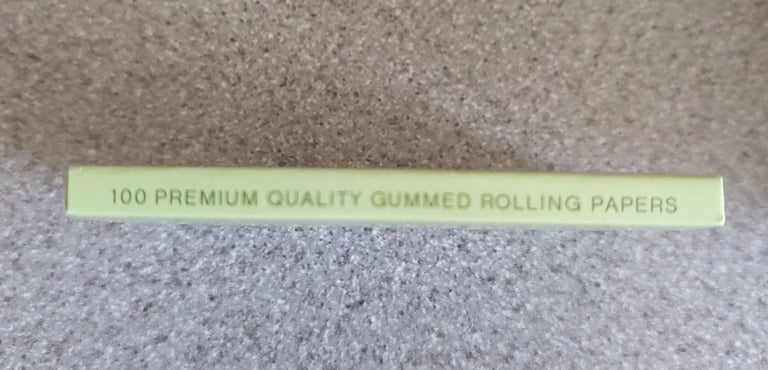 100 PREMIUM QUALITY GUMMED ROLLING PAPERS